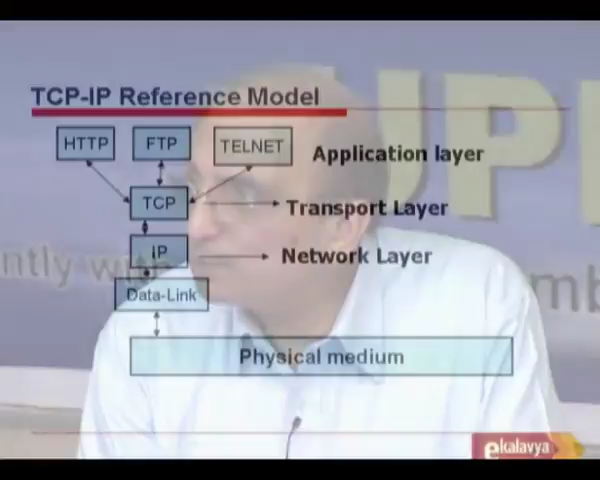 TCP-IP Reference Model
HTTP FTP TELNET Application layer
TCP Transport Layer
IP Network Layer
Data-Link
Physical medium
ekalavya